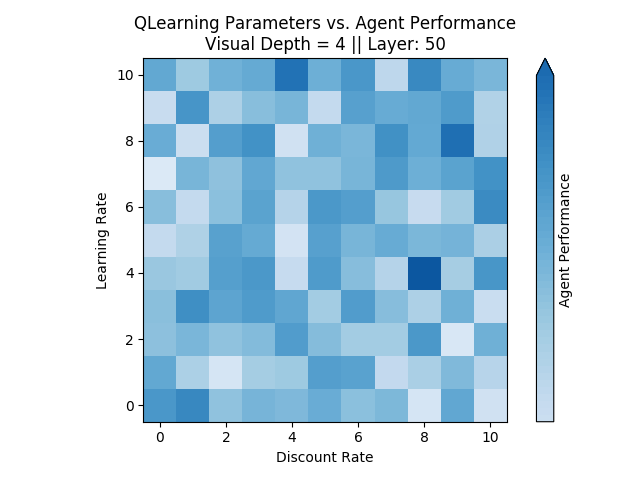 QLearning Parameters vs. Agent Performance
Visual Depth = 4 || Layer: 50
10
8
6
4
2
0
Learning Rate
0 2 4 6 8 10
Discount Rate
Agent Performance